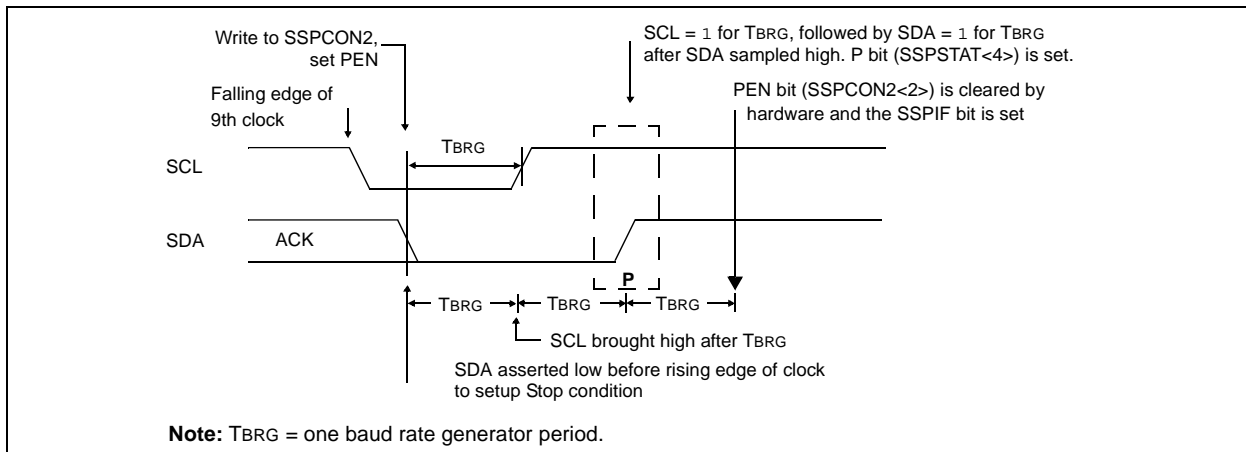 Write to SSPCON2,
set PEN
SCL = 1 for TBRG, followed by SDA = 1 for TBRG
after SDA sampled high. P bit (SSPSTAT<4>) is set.
Falling edge of
9th clock
PEN bit (SSPCON2<2>) is cleared by
hardware and the SSPIF bit is set
TBRG
SCL
SDA
ACK
P
TBRG
TBRG
TBRG
SCL brought high after TBRG
SDA asserted low before rising edge of clock
to setup Stop condition
Note: TBRG = one baud rate generator period.